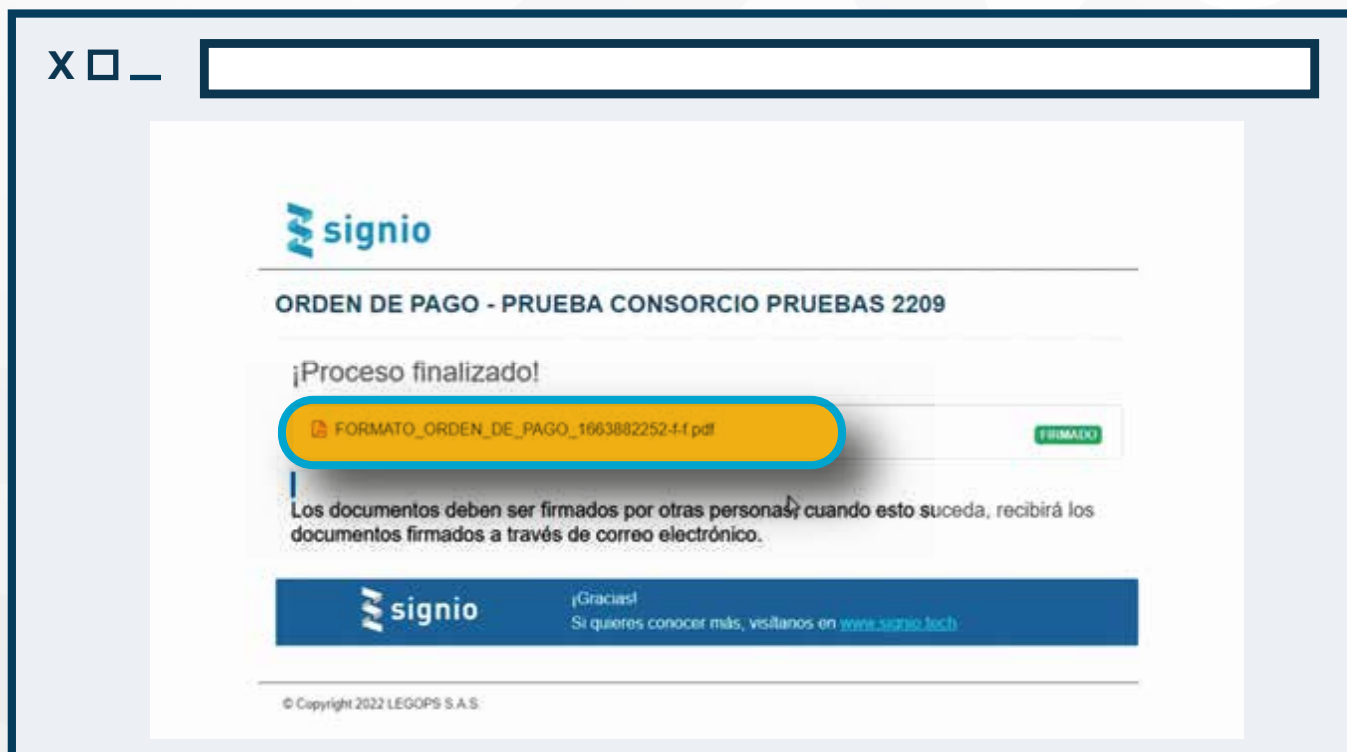 X
signio
ORDEN DE PAGO - PRUEBA CONSORCIO PRUEBAS 2209
¡Proceso finalizado!
FORMATO_ORDEN_DE_PAGO_1663882252-f-f.pdf
FIRMADO
Los documentos deben ser firmados por otras personas, cuando esto suceda, recibirá los
documentos firmados a través de correo electrónico.
signio
¡Gracias!
Si quieres conocer más, visítanos en www.signio.tech
© Copyright 2022 LEGOPS S.A.S.